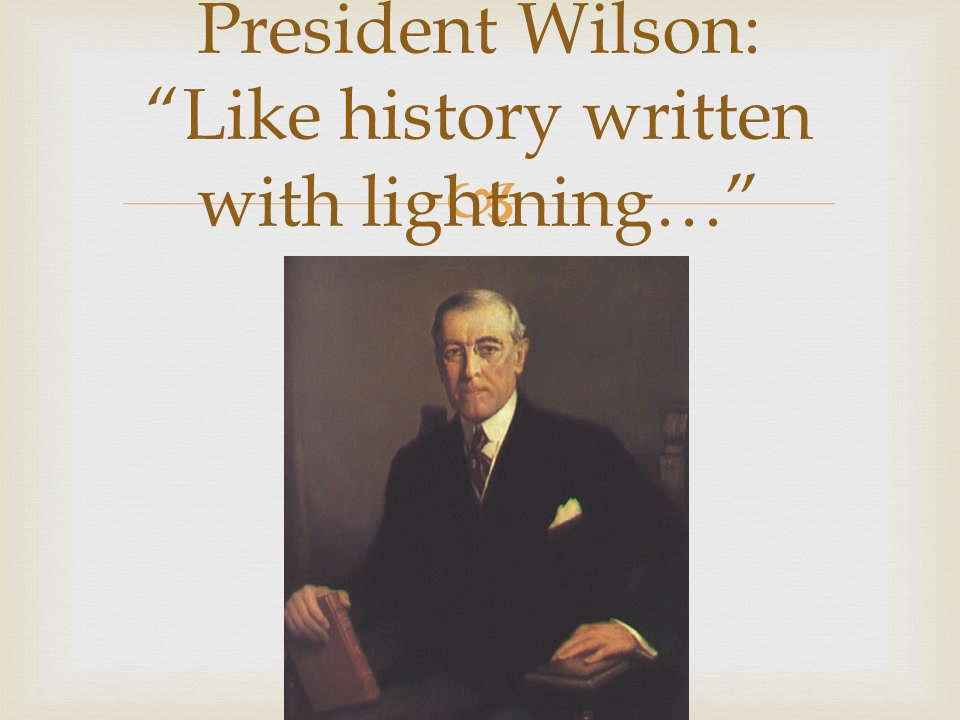 President Wilson:
“Like history written
with lightning…”